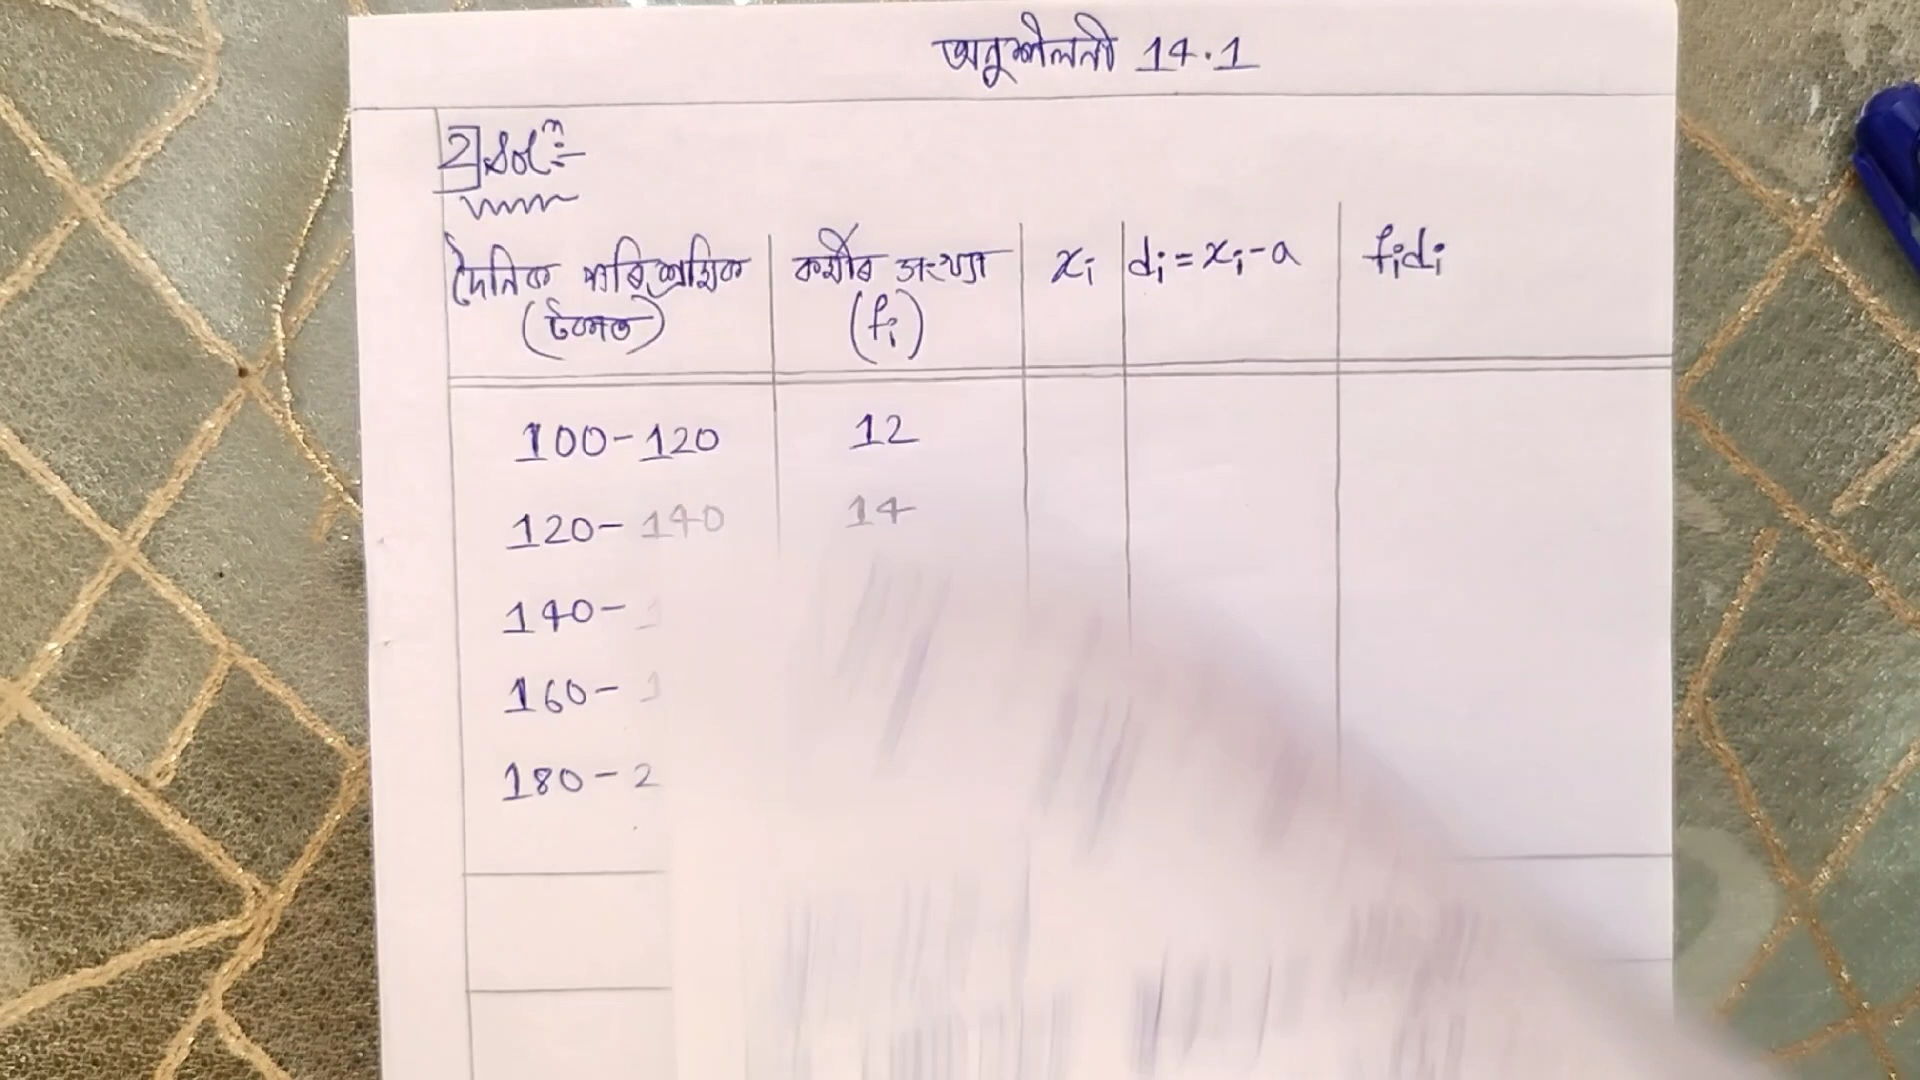 অনুশীলনী 14.1
2 Solⁿ:-
দৈনিক পাৰিশ্ৰমিক
(টকাত)
কৰ্মীৰ সংখ্যা
(fi)
xi
di = xi - a
fidi
100-120 12
120-140 14
140-
160-
180-2